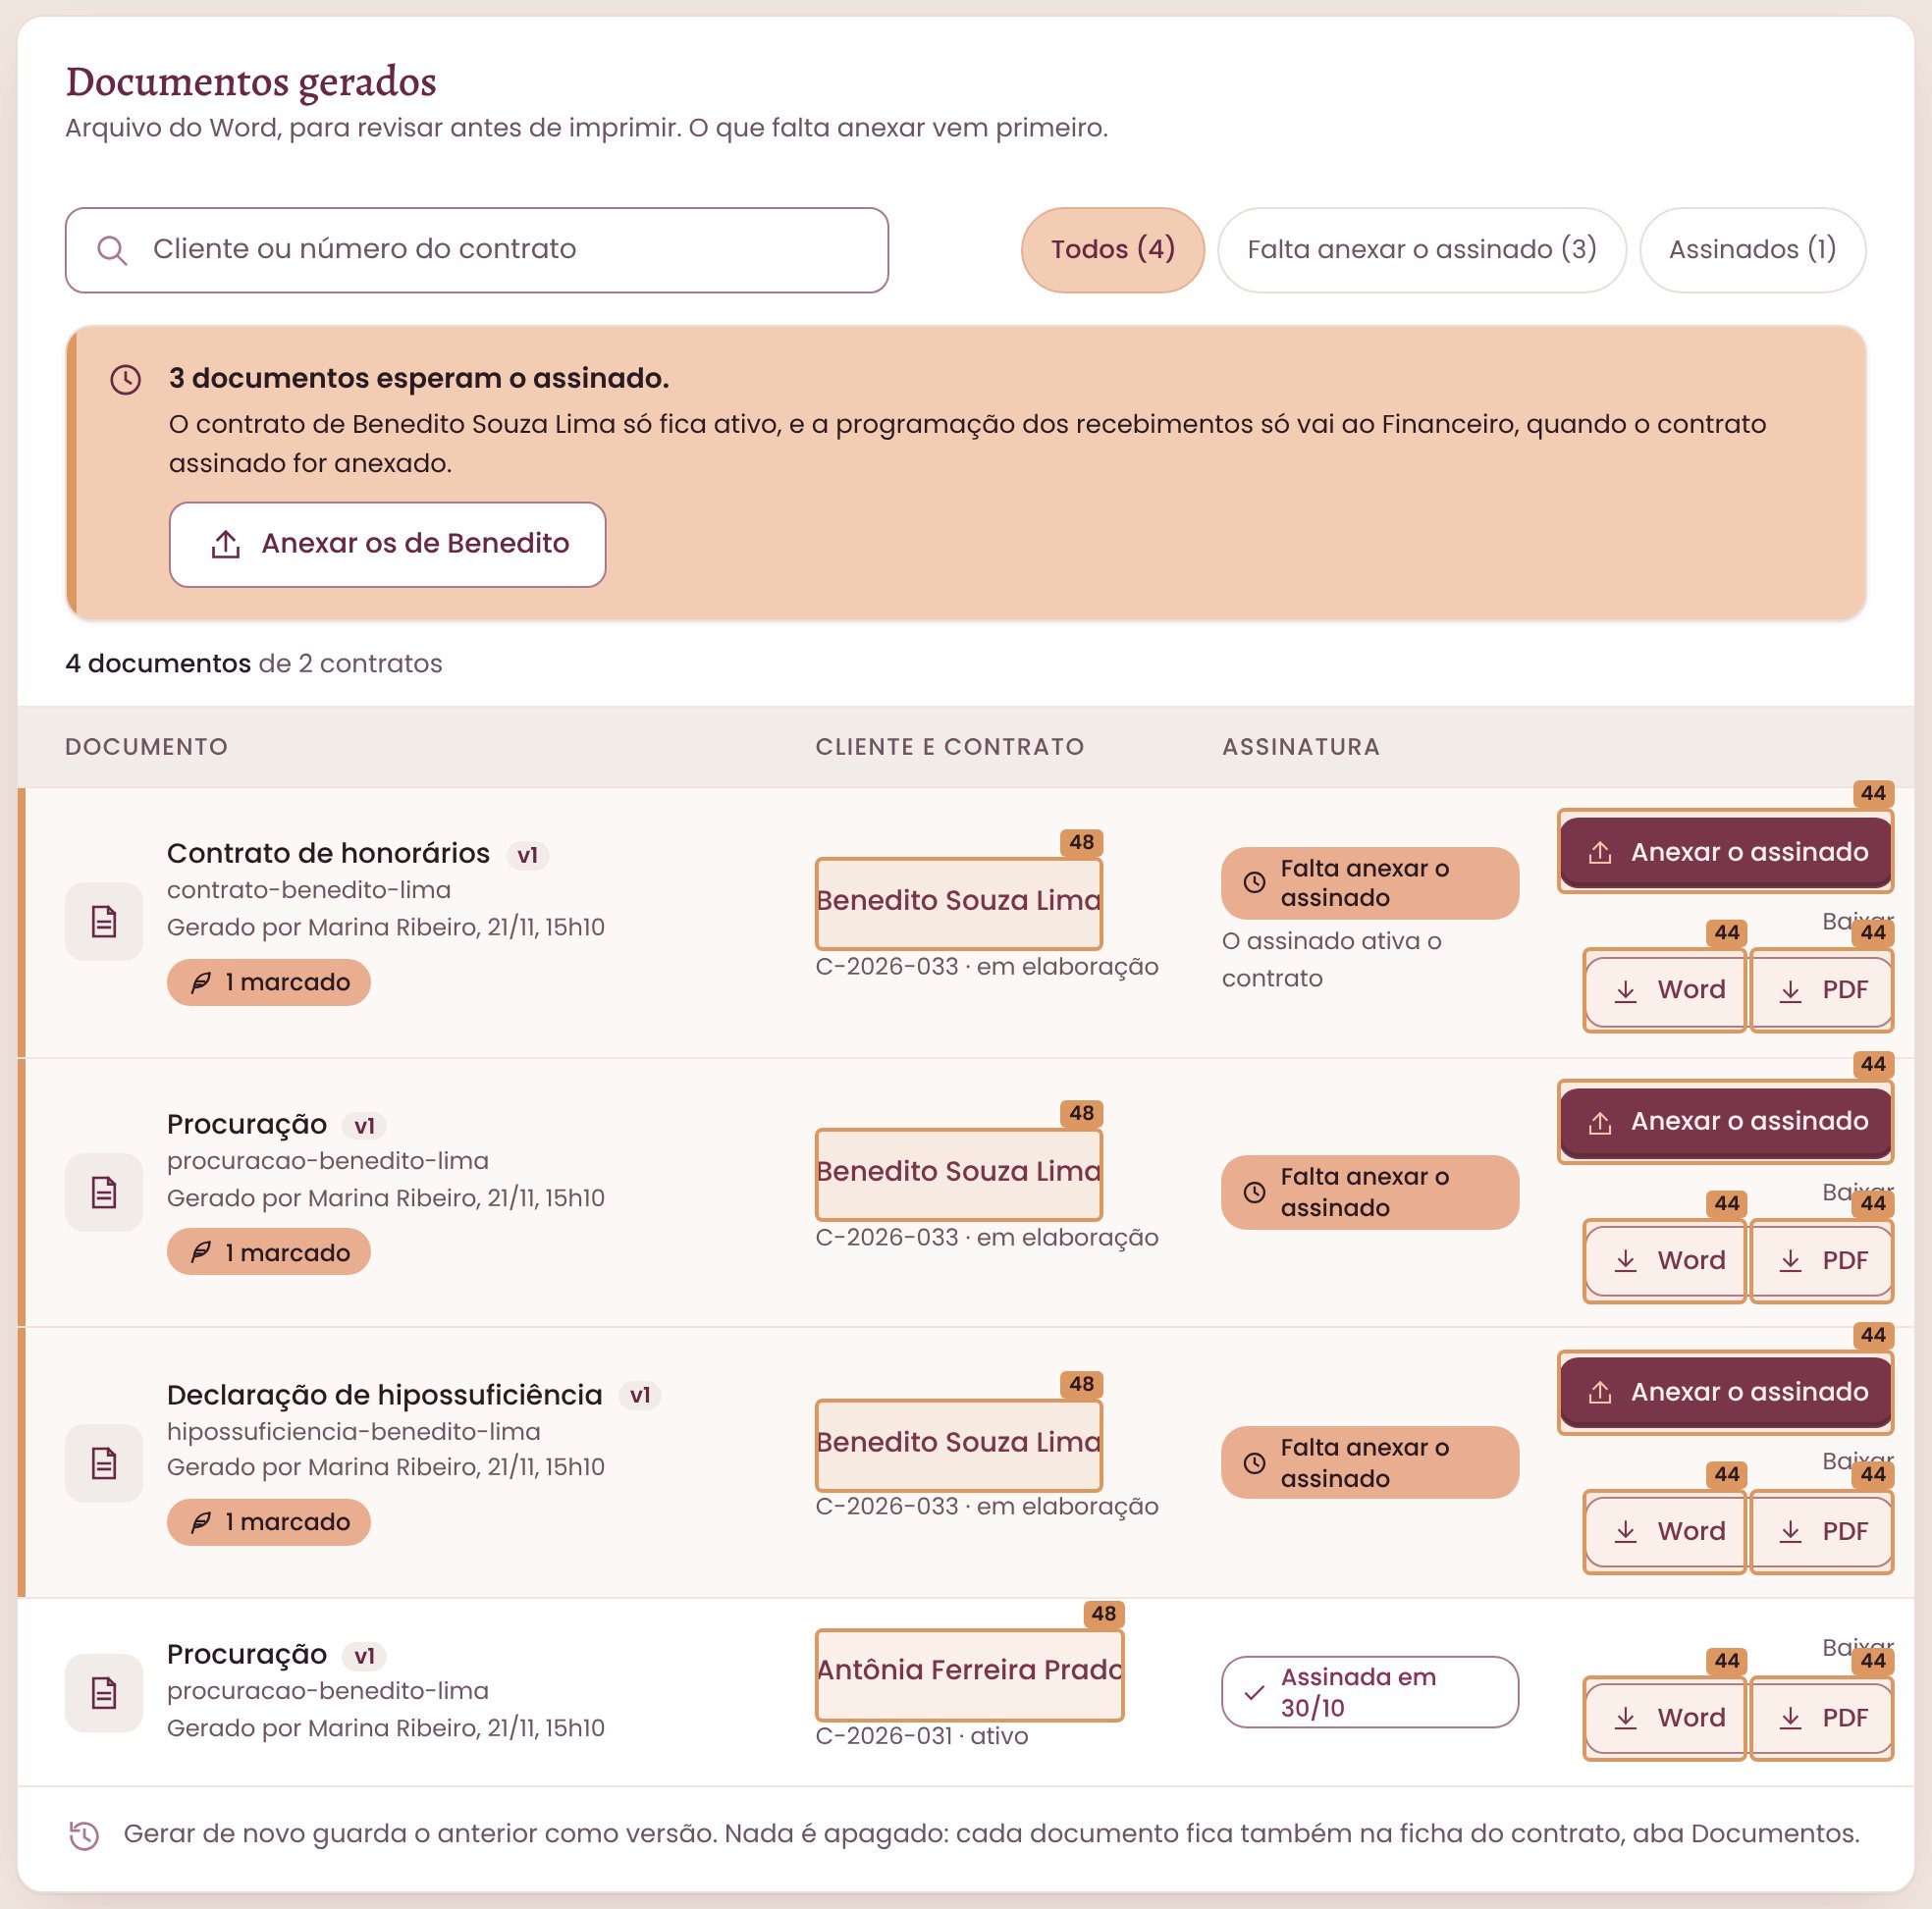 Documentos gerados
Arquivo do Word, para revisar antes de imprimir. O que falta anexar vem primeiro.
Cliente ou número do contrato
Todos (4)
Falta anexar o assinado (3)
Assinados (1)
3 documentos esperam o assinado.
O contrato de Benedito Souza Lima só fica ativo, e a programação dos recebimentos só vai ao Financeiro, quando o contrato
assinado for anexado.
Anexar os de Benedito
4 documentos de 2 contratos
DOCUMENTO
CLIENTE E CONTRATO
ASSINATURA
Contrato de honorários v1
contrato-benedito-lima
Gerado por Marina Ribeiro, 21/11, 15h10
1 marcado
48
Benedito Souza Lima
C-2026-033 · em elaboração
Falta anexar o
assinado
O assinado ativa o
contrato
44
Anexar o assinado
Baixar
44
44
Word
PDF
Procuração v1
procuracao-benedito-lima
Gerado por Marina Ribeiro, 21/11, 15h10
1 marcado
48
Benedito Souza Lima
C-2026-033 · em elaboração
Falta anexar o
assinado
44
Anexar o assinado
Baixar
44
44
Word
PDF
Declaração de hipossuficiência v1
hipossuficiencia-benedito-lima
Gerado por Marina Ribeiro, 21/11, 15h10
1 marcado
48
Benedito Souza Lima
C-2026-033 · em elaboração
Falta anexar o
assinado
44
Anexar o assinado
Baixar
44
44
Word
PDF
Procuração v1
procuracao-benedito-lima
Gerado por Marina Ribeiro, 21/11, 15h10
48
Antônia Ferreira Prado
C-2026-031 · ativo
Assinada em
30/10
Baixar
44
44
Word
PDF
Gerar de novo guarda o anterior como versão. Nada é apagado: cada documento fica também na ficha do contrato, aba Documentos.